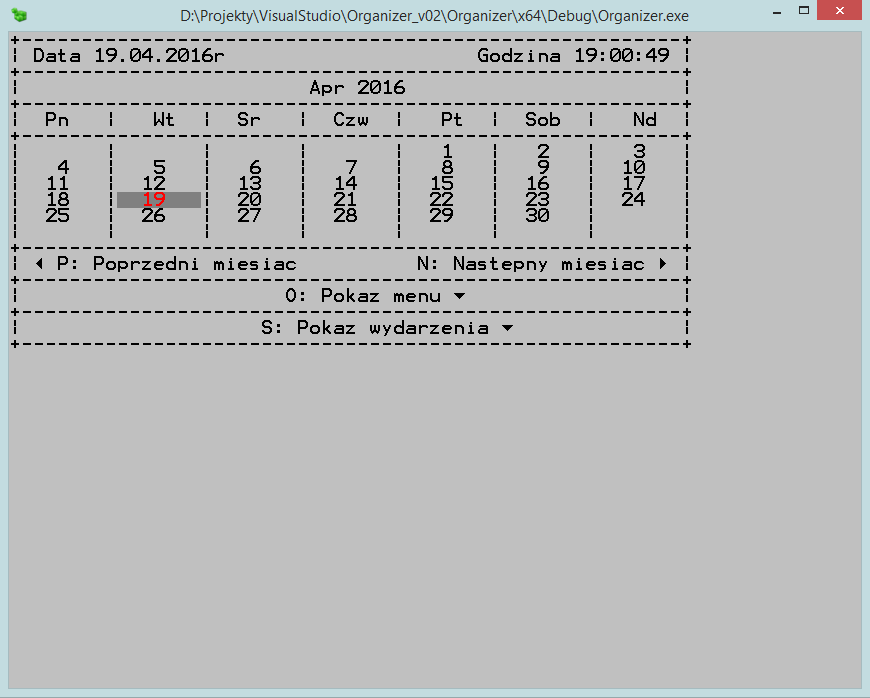 D:\Projekty\VisualStudio\Organizer_v02\Organizer\x64\Debug\Organizer.exe
Data 19.04.2016r Godzina 19:00:49
Apr 2016
Pn | Wt | Sr | Czw | Pt | Sob | Nd
1 2 3
4 5 6 7 8 9 10
11 12 13 14 15 16 17
18 19 20 21 22 23 24
25 26 27 28 29 30
P: Poprzedni miesiac N: Nastepny miesiac
O: Pokaz menu
S: Pokaz wydarzenia